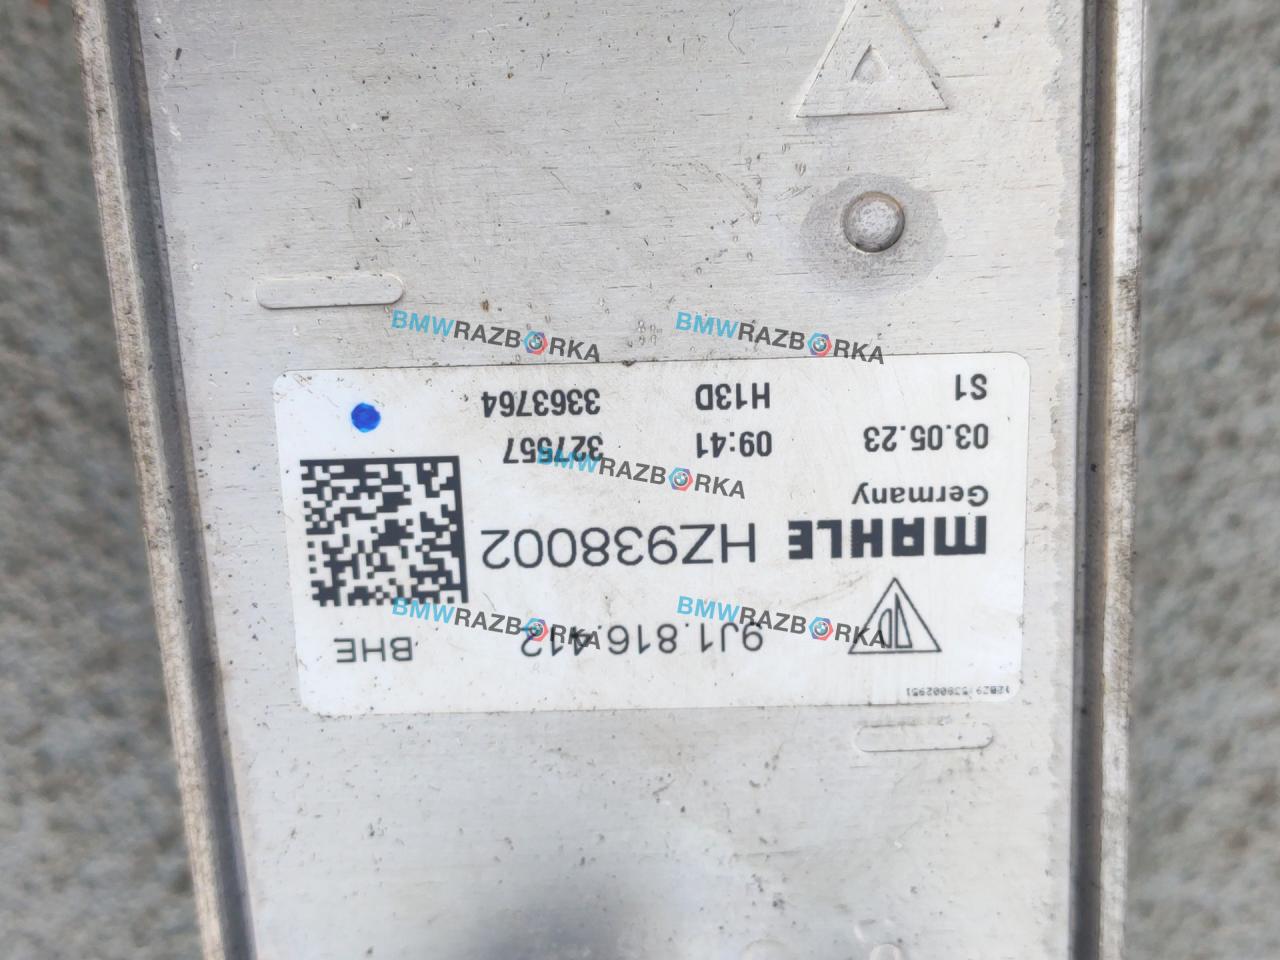 9J1.816.412
BHE
MAHLE HZ938002
Germany
03.05.23 09:41 327557
S1 H13D 3363764
BMWRAZBORKA
BMWRAZBORKA
BMWRAZBORKA
BMWRAZBORKA
BMWRAZBORKA